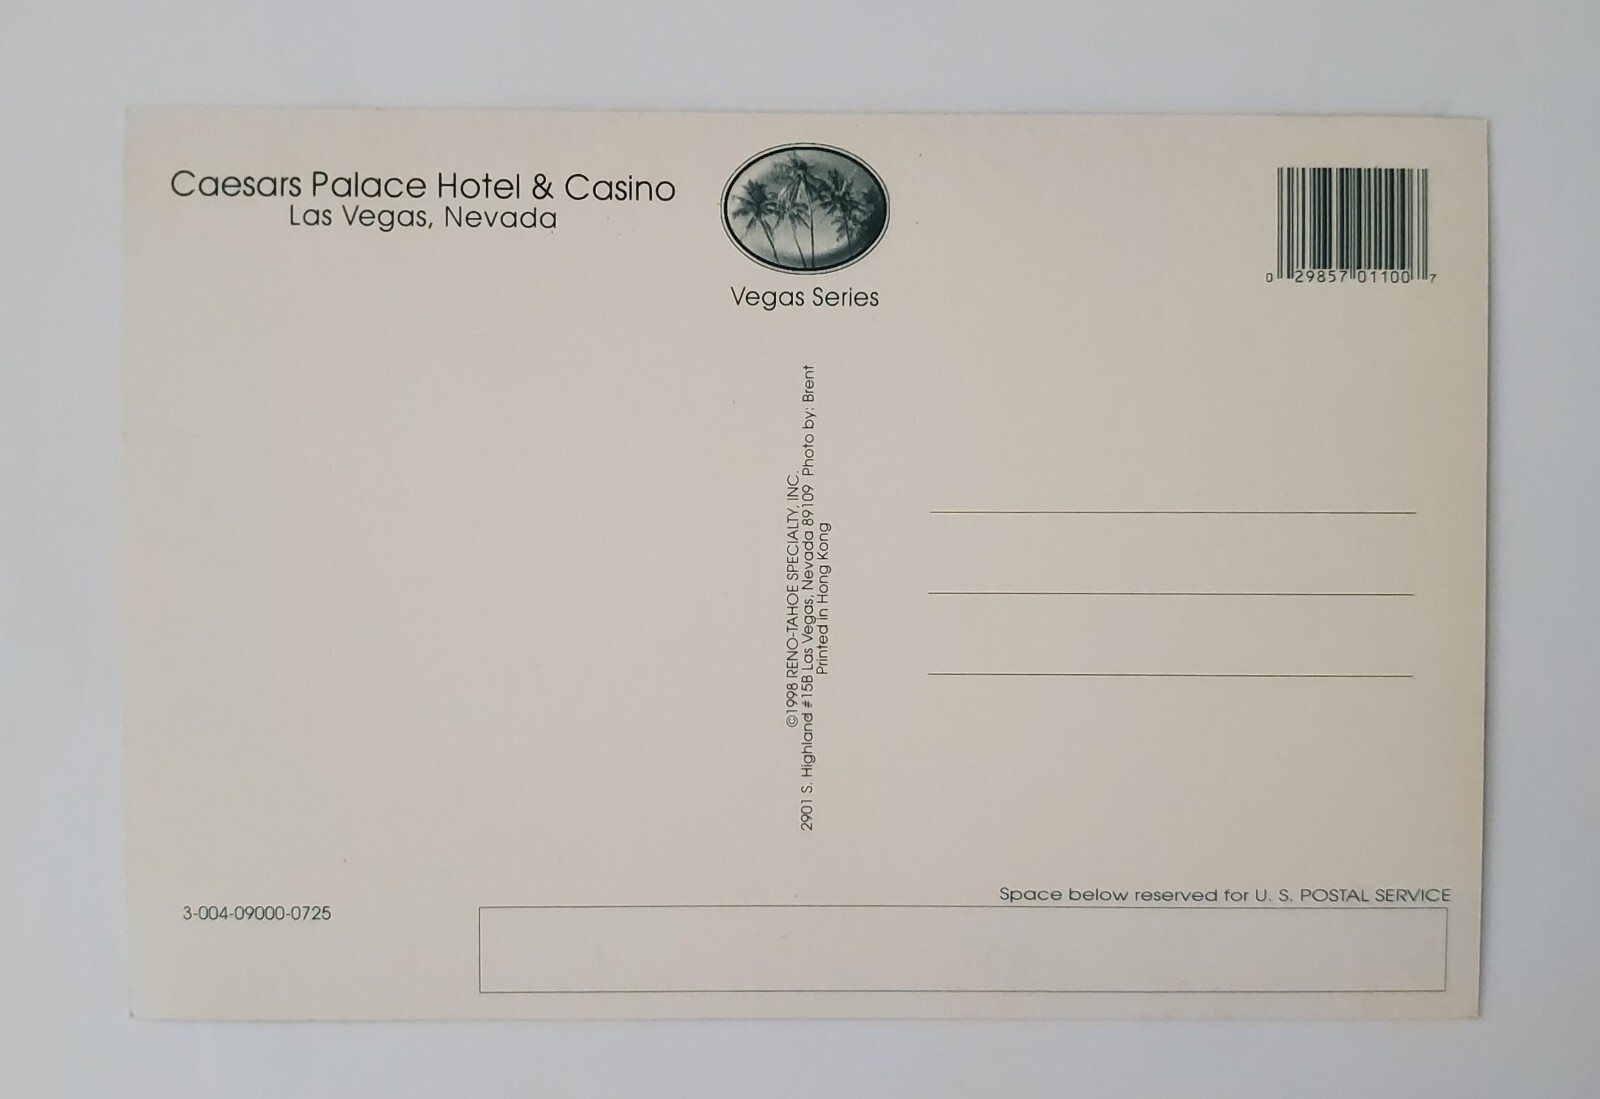 Caesars Palace Hotel & Casino
Las Vegas, Nevada
Vegas Series
0 29857 01100 7
©1998 RENO-TAHOE SPECIALTY, INC.
2901 S. Highland #15B Las Vegas, Nevada 89109 Photo by: Brent
Printed in Hong Kong
3-004-09000-0725
Space below reserved for U. S. POSTAL SERVICE